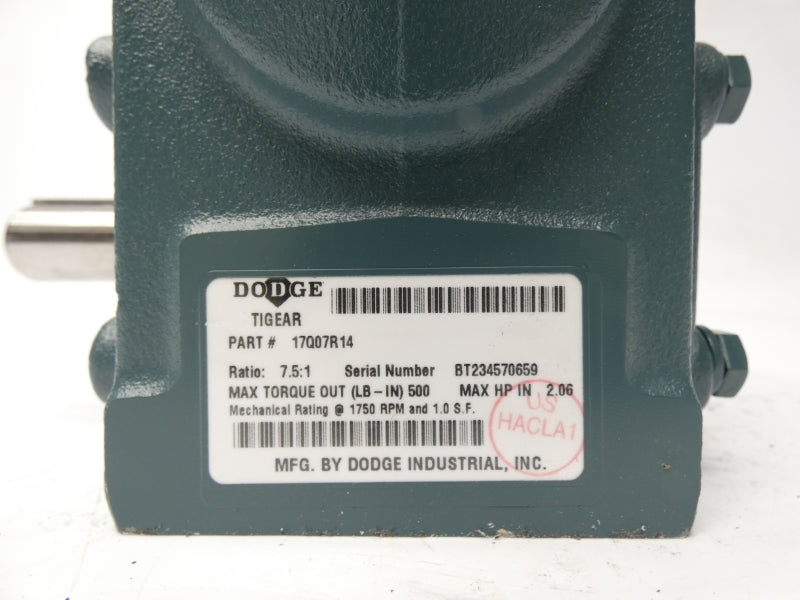 DODGE
TIGEAR
PART # 17Q07R14
Ratio: 7.5:1 Serial Number BT234570659
MAX TORQUE OUT (LB-IN) 500 MAX HP IN 2.06
Mechanical Rating @ 1750 RPM and 1.0 S.F.
US
HACLA1
MFG. BY DODGE INDUSTRIAL, INC.